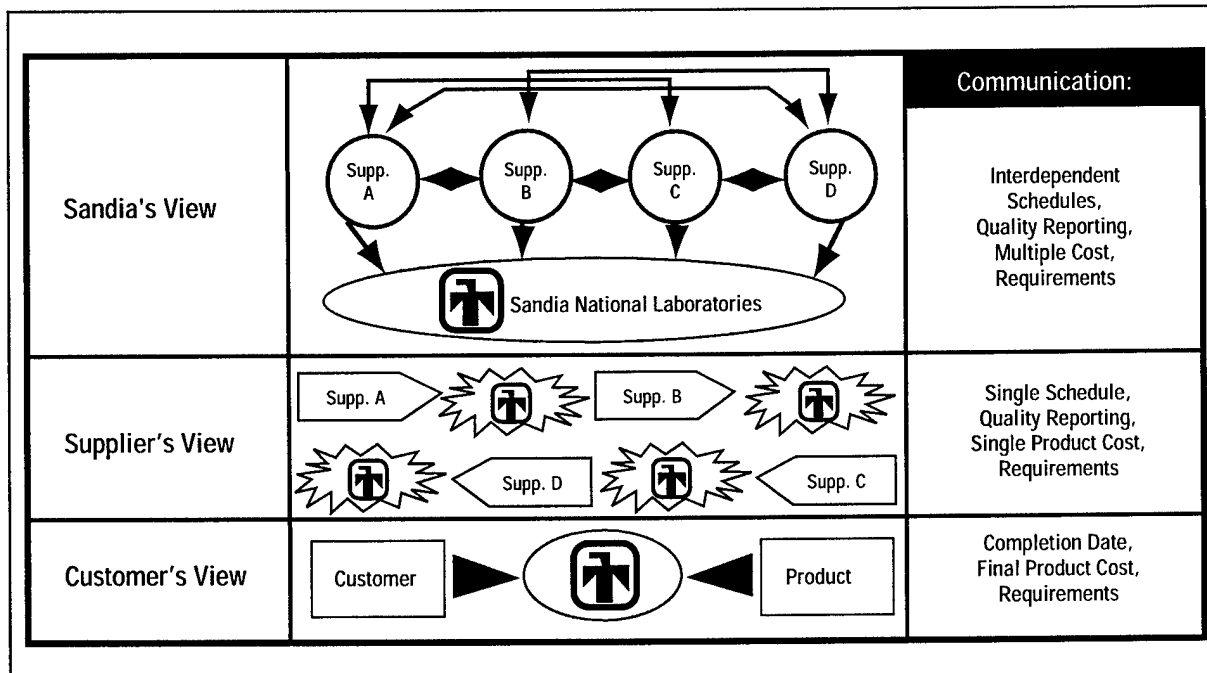 Communication:
Sandia's View
Supp.
A
Supp.
B
Supp.
C
Supp.
D
Sandia National Laboratories
Interdependent
Schedules,
Quality Reporting,
Multiple Cost,
Requirements
Supplier's View
Supp. A
Supp. B
Supp. D
Supp. C
Single Schedule,
Quality Reporting,
Single Product Cost,
Requirements
Customer's View
Customer
Product
Completion Date,
Final Product Cost,
Requirements